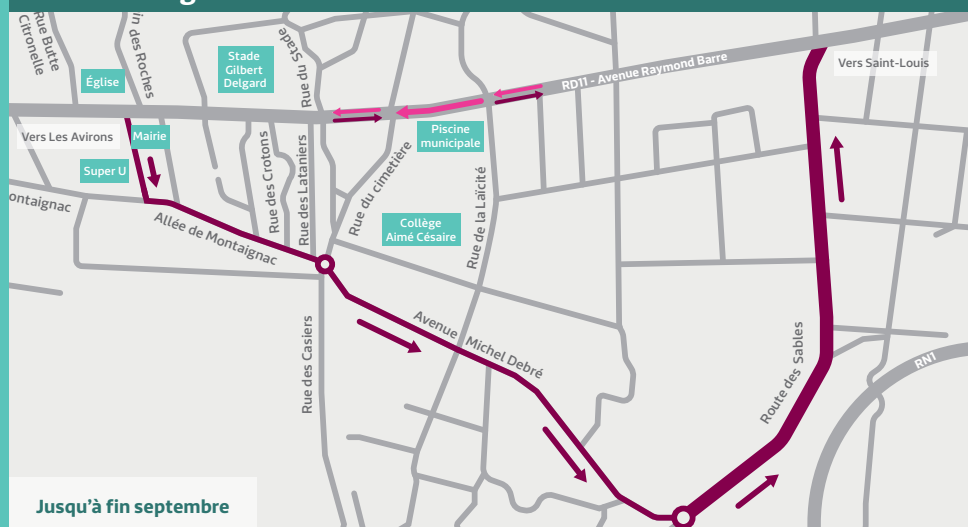 Rue Butte
Citronelle
in des Roches
Rue du Stade
Stade
Gilbert
Delgard
Église
RD11 - Avenue Raymond Barre
Vers Saint-Louis
Vers Les Avirons
Mairie
Piscine
municipale
Super U
Rue des Crotons
Rue des Lataniers
Rue du cimetière
Rue de la Laïcité
ontaignac
Allée de Montaignac
Collège
Aimé Césaire
Avenue Michel Debré
Rue des Casiers
Route des Sables
RN1
Jusqu'à fin septembre